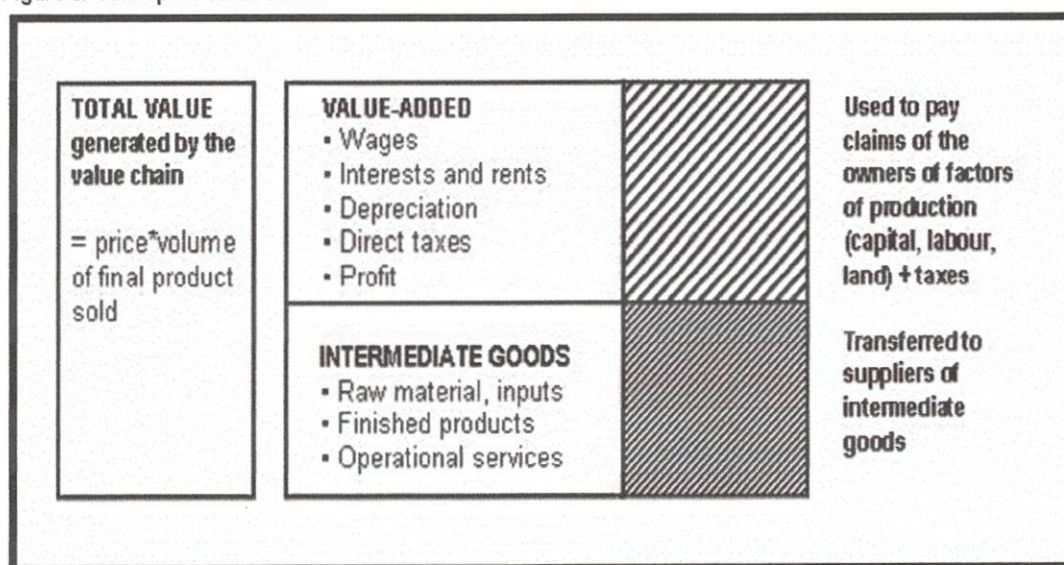 TOTAL VALUE
generated by the
value chain
= price*volume
of final product
sold
VALUE-ADDED
▪ Wages
▪ Interests and rents
▪ Depreciation
▪ Direct taxes
▪ Profit
INTERMEDIATE GOODS
▪ Raw material, inputs
▪ Finished products
▪ Operational services
Used to pay
claims of the
owners of factors
of production
(capital, labour,
land) + taxes
Transferred to
suppliers of
intermediate
goods